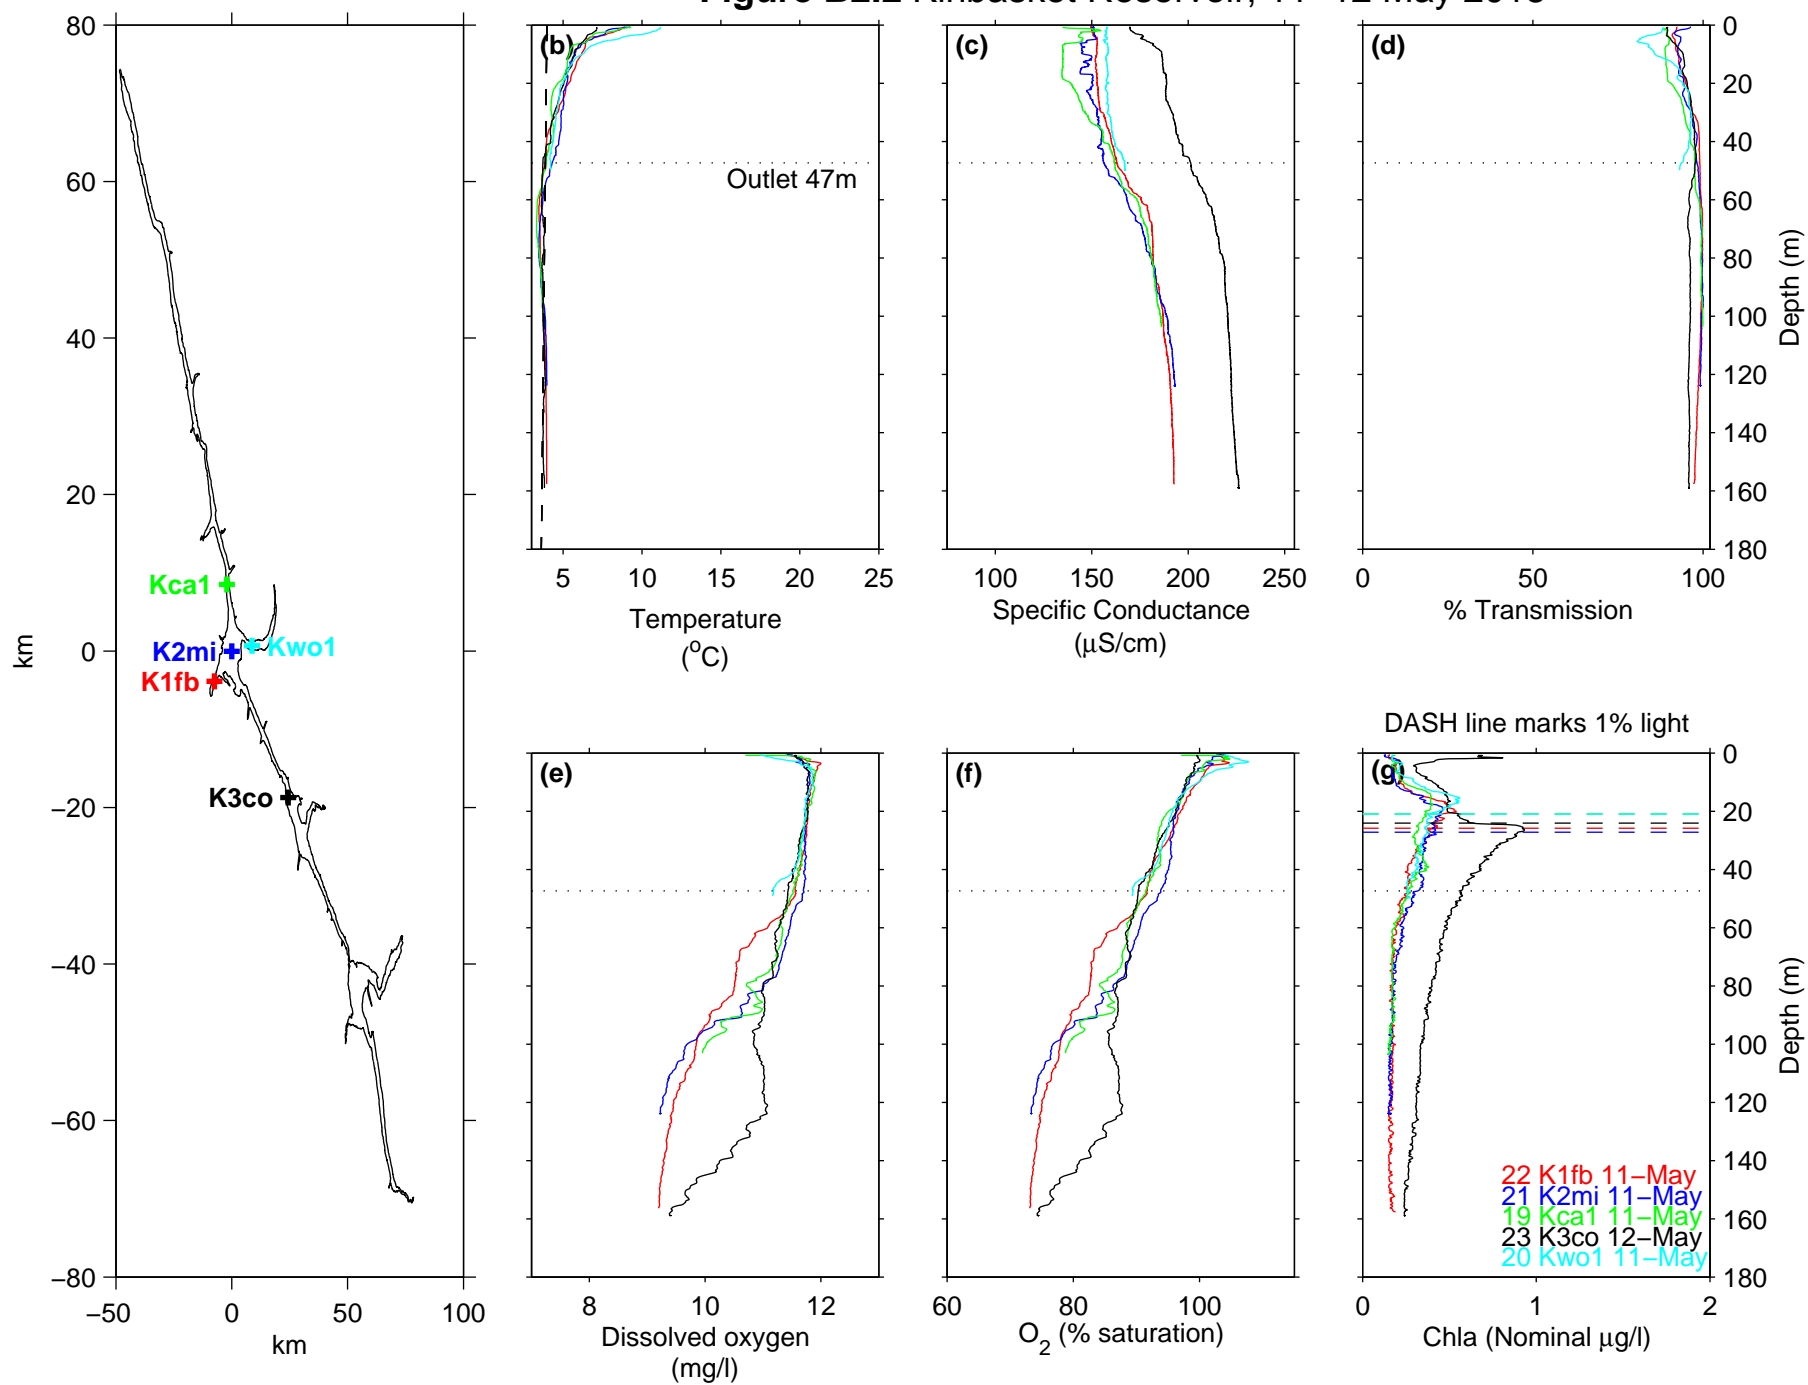 80
60
40
20
0
−20
−40
−60
−80
km
−50
0
50
100
km
Kca1
K2mi
Kwo1
K1fb
K3co
(b)
Outlet 47m
5
10
15
20
25
Temperature
(°C)
(c)
100
150
200
250
Specific Conductance
(μS/cm)
(d)
0
50
100
% Transmission
0
20
40
60
80
100
120
140
160
180
Depth (m)
(e)
8
10
12
Dissolved oxygen
(mg/l)
(f)
60
80
100
O2 (% saturation)
DASH line marks 1% light
(g)
22 K1fb 11−May
21 K2mi 11−May
19 Kca1 11−May
23 K3co 12−May
20 Kwo1 11−May
0
1
2
Chla (Nominal μg/l)
0
20
40
60
80
100
120
140
160
180
Depth (m)